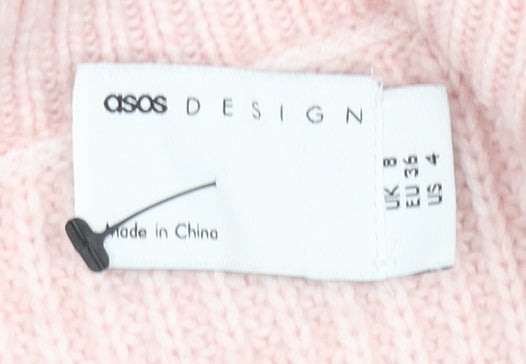 asos DESIGN
Made in China
UK 8
EU 36
US 4